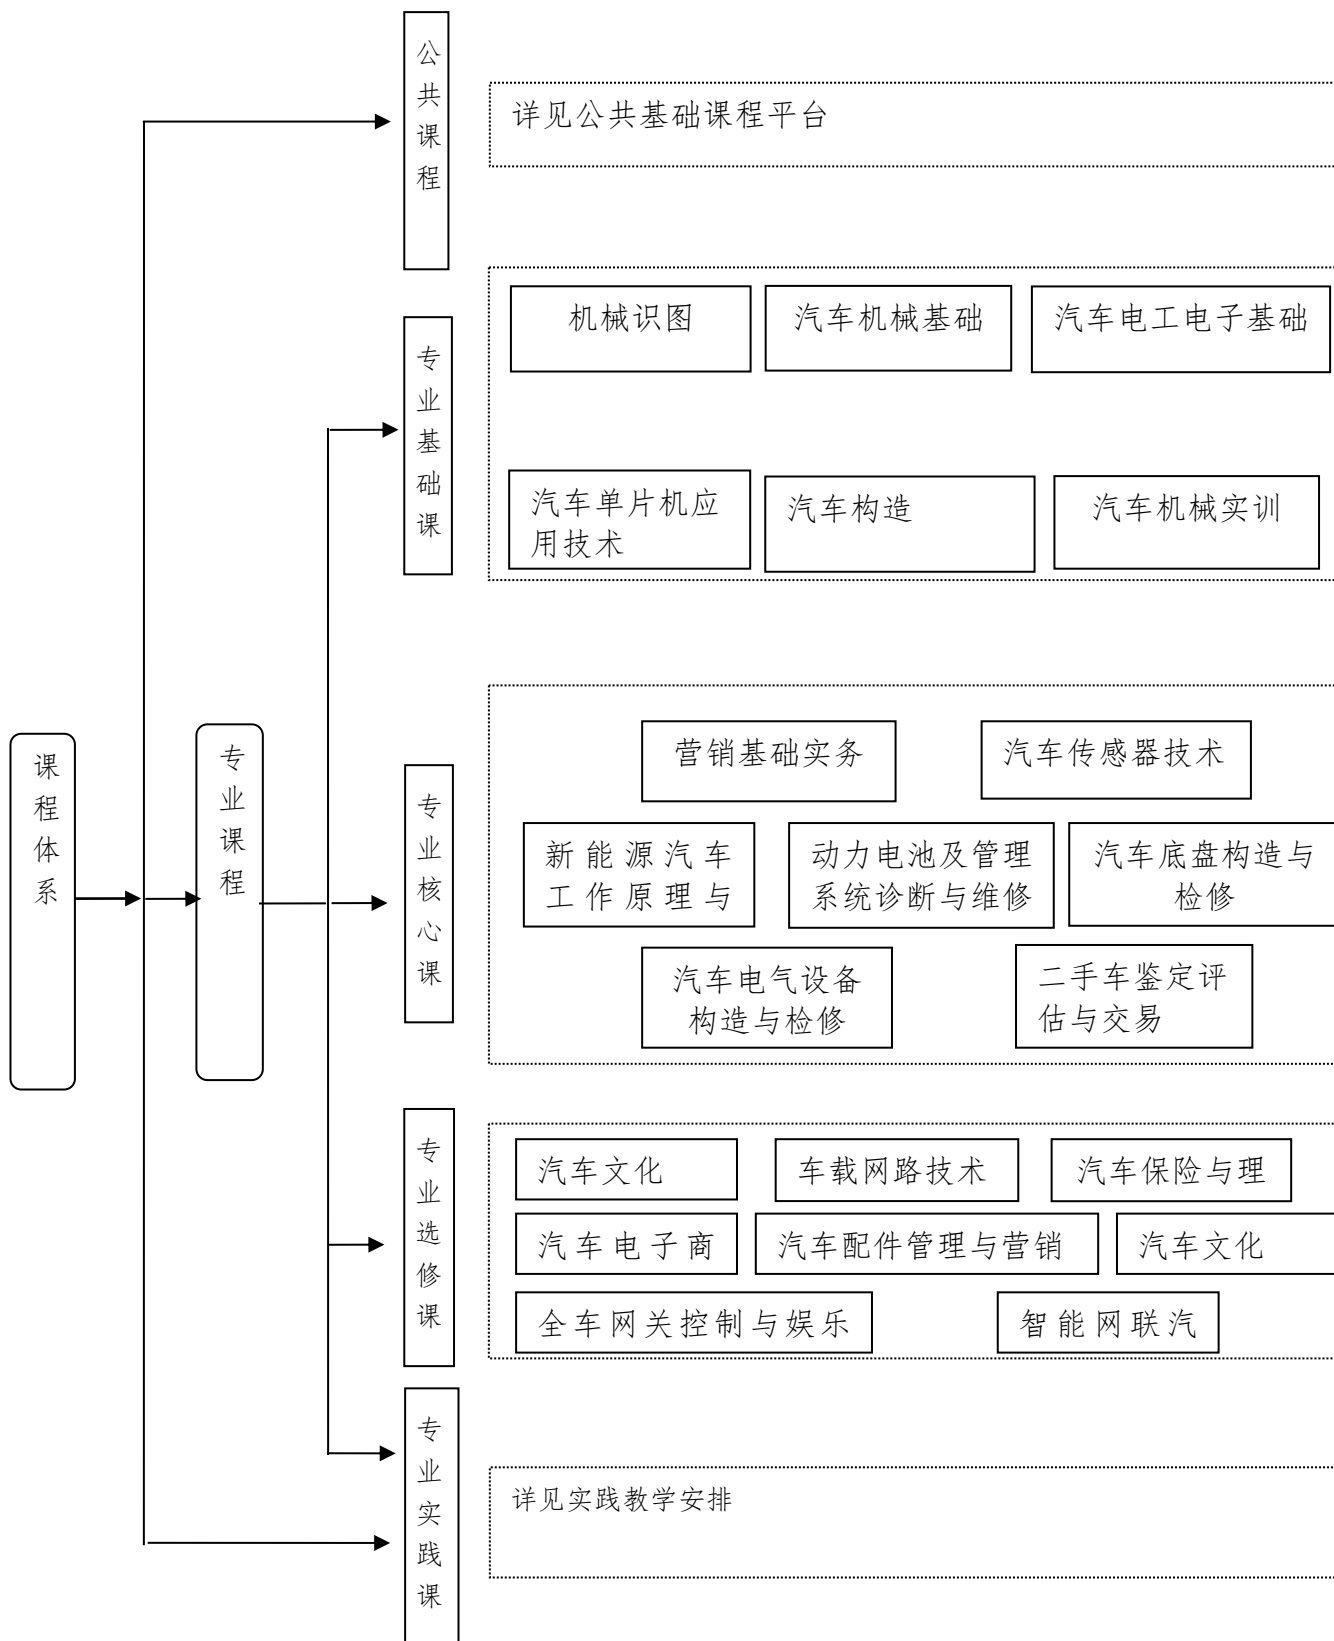 公共课程
详见公共基础课程平台
专业基础课
机械识图
汽车机械基础
汽车电工电子基础
汽车单片机应
用技术
汽车构造
汽车机械实训
课程体系
专业课程
专业核心课
营销基础实务
汽车传感器技术
新能源汽车
工作原理与
动力电池及管理
系统诊断与维修
汽车底盘构造与
检修
汽车电气设备
构造与检修
二手车鉴定评
估与交易
专业选修课
汽车文化
车载网路技术
汽车保险与理
汽车电子商
汽车配件管理与营销
汽车文化
全车网关控制与娱乐
智能网联汽
专业实践课
详见实践教学安排